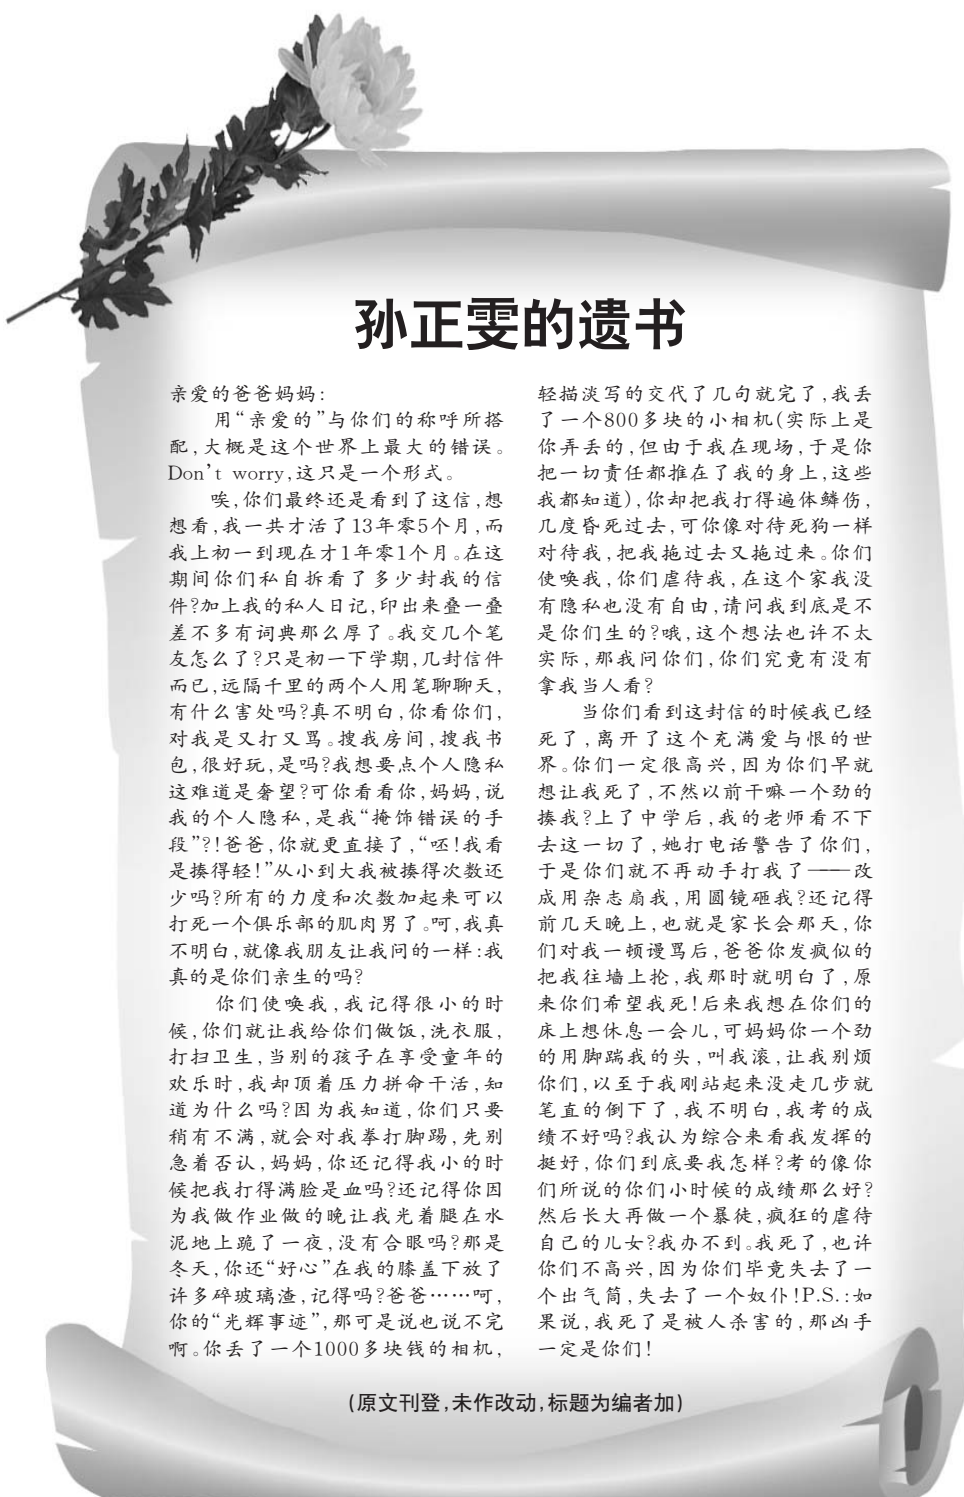 孙正雯的遗书
亲爱的爸爸妈妈:
用“亲爱的”与你们的称呼所搭
配,大概是这个世界上最大的错误。
Don't worry,这只是一个形式。
唉,你们最终还是看到了这信,想
想看,我一共才活了13年零5个月,而
我上初一到现在才1年零1个月。在这
期间你们私自拆看了多少封我的信
件?加上我的私人日记,印出来叠一叠
差不多有词典那么厚了。我交几个笔
友怎么了?只是初一下学期,几封信件
而已,远隔千里的两个人用笔聊聊天,
有什么害处吗?真不明白,你看你们,
对我是又打又骂。搜我房间,搜我书
包,很好玩,是吗?我想要点个人隐私
这难道是奢望?可你看看你,妈妈,说
我的个人隐私,是我“掩饰错误的手
段”?!爸爸,你就更直接了,“呸!我看
是揍得轻!”从小到大我被揍得次数还
少吗?所有的力度和次数加起来可以
打死一个俱乐部的肌肉男了。呵,我真
不明白,就像我朋友让我问的一样:我
真的是你们亲生的吗?
你们使唤我,我记得很小的时
候,你们就让我给你们做饭,洗衣服,
打扫卫生,当别的孩子在享受童年的
欢乐时,我却顶着压力拼命干活,知
道为什么吗?因为我知道,你们只要
稍有不满,就会对我拳打脚踢,先别
急着否认,妈妈,你还记得我小的时
候把我打得满脸是血吗?还记得你因
为我做作业做的晚让我光着腿在水
泥地上跪了一夜,没有合眼吗?那是
冬天,你还“好心”在我的膝盖下放了
许多碎玻璃渣,记得吗?爸爸……呵,
你的“光辉事迹”,那可是说也说不完
啊。你丢了一个1000多块钱的相机,
轻描淡写的交代了几句就完了,我丢
了一个800多块的小相机(实际上是
你弄丢的,但由于我在现场,于是你
把一切责任都推在了我的身上,这些
我都知道),你却把我打得遍体鳞伤,
几度昏死过去,可你像对待死狗一样
对待我,把我拖过去又拖过来。你们
使唤我,你们虐待我,在这个家我没
有隐私也没有自由,请问我到底是不
是你们生的?哦,这个想法也许不太
实际,那我问你们,你们究竟有没有
拿我当人看?
当你们看到这封信的时候我已经
死了,离开了这个充满爱与恨的世
界。你们一定很高兴,因为你们早就
想让我死了,不然以前干嘛一个劲的
揍我?上了中学后,我的老师看不下
去这一切了,她打电话警告了你们,
于是你们就不再动手打我了——改
成用杂志扇我,用圆镜砸我?还记得
前几天晚上,也就是家长会那天,你
们对我一顿谩骂后,爸爸你发疯似的
把我往墙上抡,我那时就明白了,原
来你们希望我死!后来我想在你们的
床上想休息一会儿,可妈妈你一个劲
的用脚踹我的头,叫我滚,让我别烦
你们,以至于我刚站起来没走几步就
笔直的倒下了,我不明白,我考的成
绩不好吗?我认为综合来看我发挥的
挺好,你们到底要我怎样?考的像你
们所说的你们小时候的成绩那么好?
然后长大再做一个暴徒,疯狂的虐待
自己的儿女?我办不到。我死了,也许
你们不高兴,因为你们毕竟失去了一
个出气筒,失去了一个奴仆!P.S.:如
果说,我死了是被人杀害的,那凶手
一定是你们!
(原文刊登,未作改动,标题为编者加)